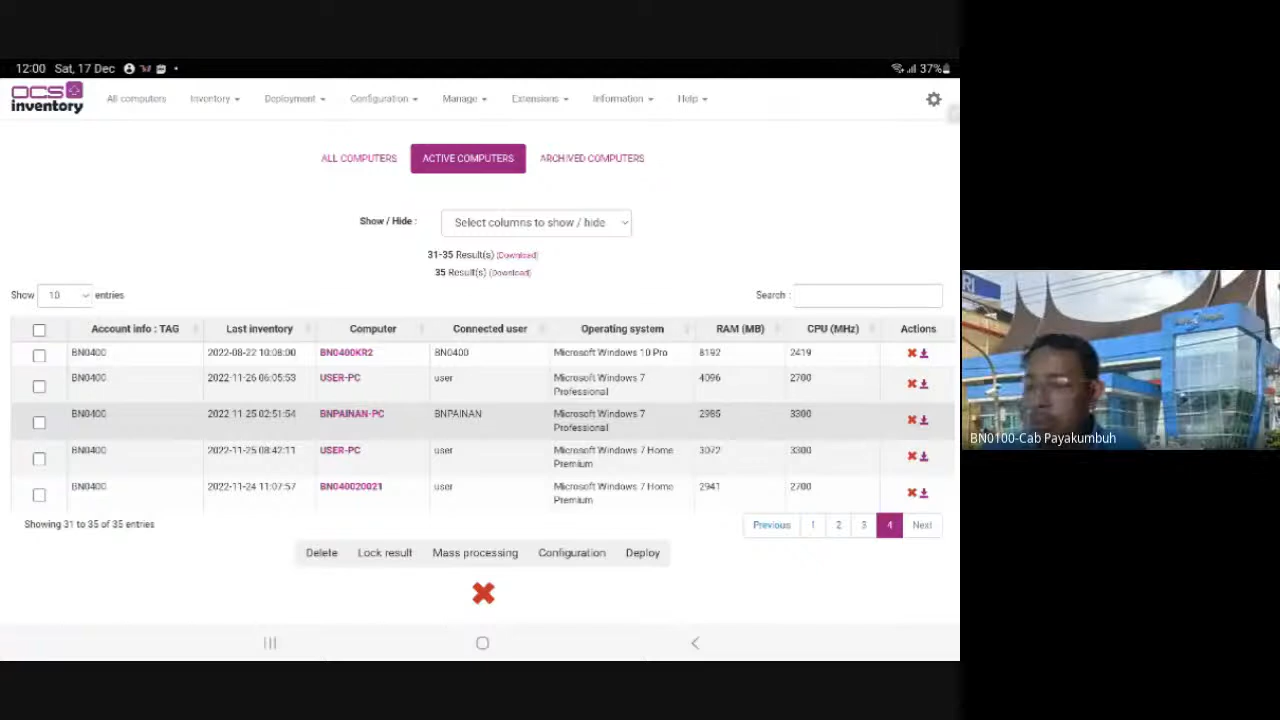 12:00 Sat, 17 Dec
37%
OCS
inventory
All computers Inventory Deployment Configuration Manage Extensions Information Help
ALL COMPUTERS ACTIVE COMPUTERS ARCHIVED COMPUTERS
Show / Hide : Select columns to show / hide
31-35 Result(s) (Download)
35 Result(s) (Download)
Show 10 entries Search :
Account info : TAG Last inventory Computer Connected user Operating system RAM (MB) CPU (MHz) Actions
BN0400 2022-08-22 10:08:00 BN0400KR2 BN0400 Microsoft Windows 10 Pro 8192 2419
BN0400 2022-11-26 06:05:53 USER-PC user Microsoft Windows 7 Professional 4096 2700
BN0400 2022-11-25 02:51:54 BNPAINAN-PC BNPAINAN Microsoft Windows 7 Professional 2985 3300
BN0400 2022-11-25 08:42:11 USER-PC user Microsoft Windows 7 Home Premium 3072 3300
BN0400 2022-11-24 11:07:57 BN040020021 user Microsoft Windows 7 Home Premium 2941 2700
Showing 31 to 35 of 35 entries Previous 1 2 3 4 Next
Delete Lock result Mass processing Configuration Deploy
BN0100-Cab Payakumbuh